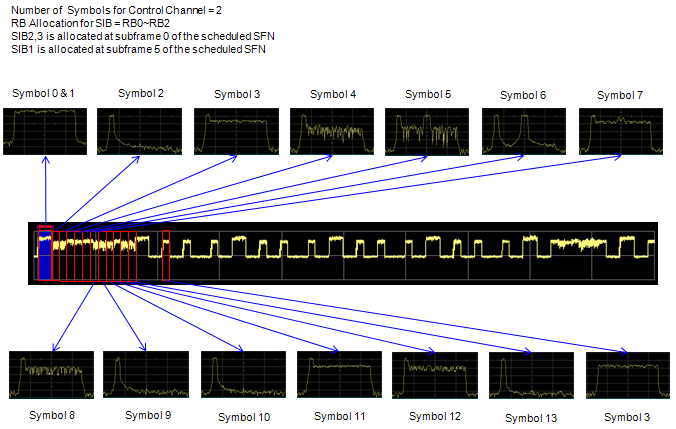 Number of Symbols for Control Channel = 2
RB Allocation for SIB = RB0~RB2
SIB2,3 is allocated at subframe 0 of the scheduled SFN
SIB1 is allocated at subframe 5 of the scheduled SFN
Symbol 0 & 1
Symbol 2
Symbol 3
Symbol 4
Symbol 5
Symbol 6
Symbol 7
Symbol 8
Symbol 9
Symbol 10
Symbol 11
Symbol 12
Symbol 13
Symbol 3